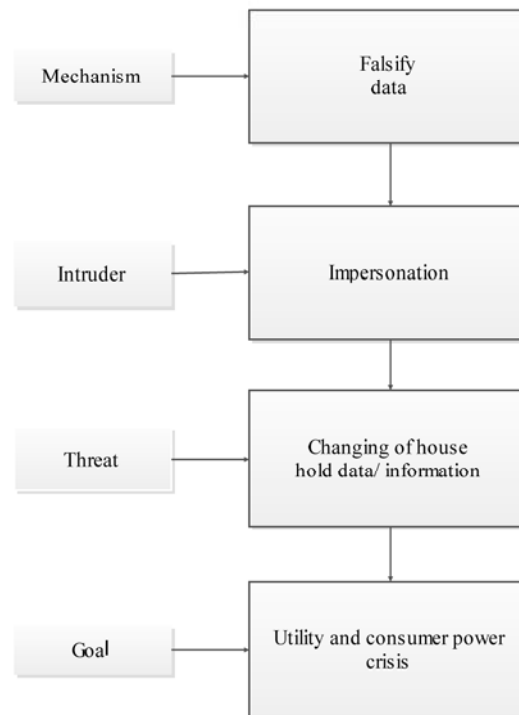 Mechanism
Falsify
data
Intruder
Impersonation
Threat
Changing of house
hold data/ information
Goal
Utility and consumer power
crisis